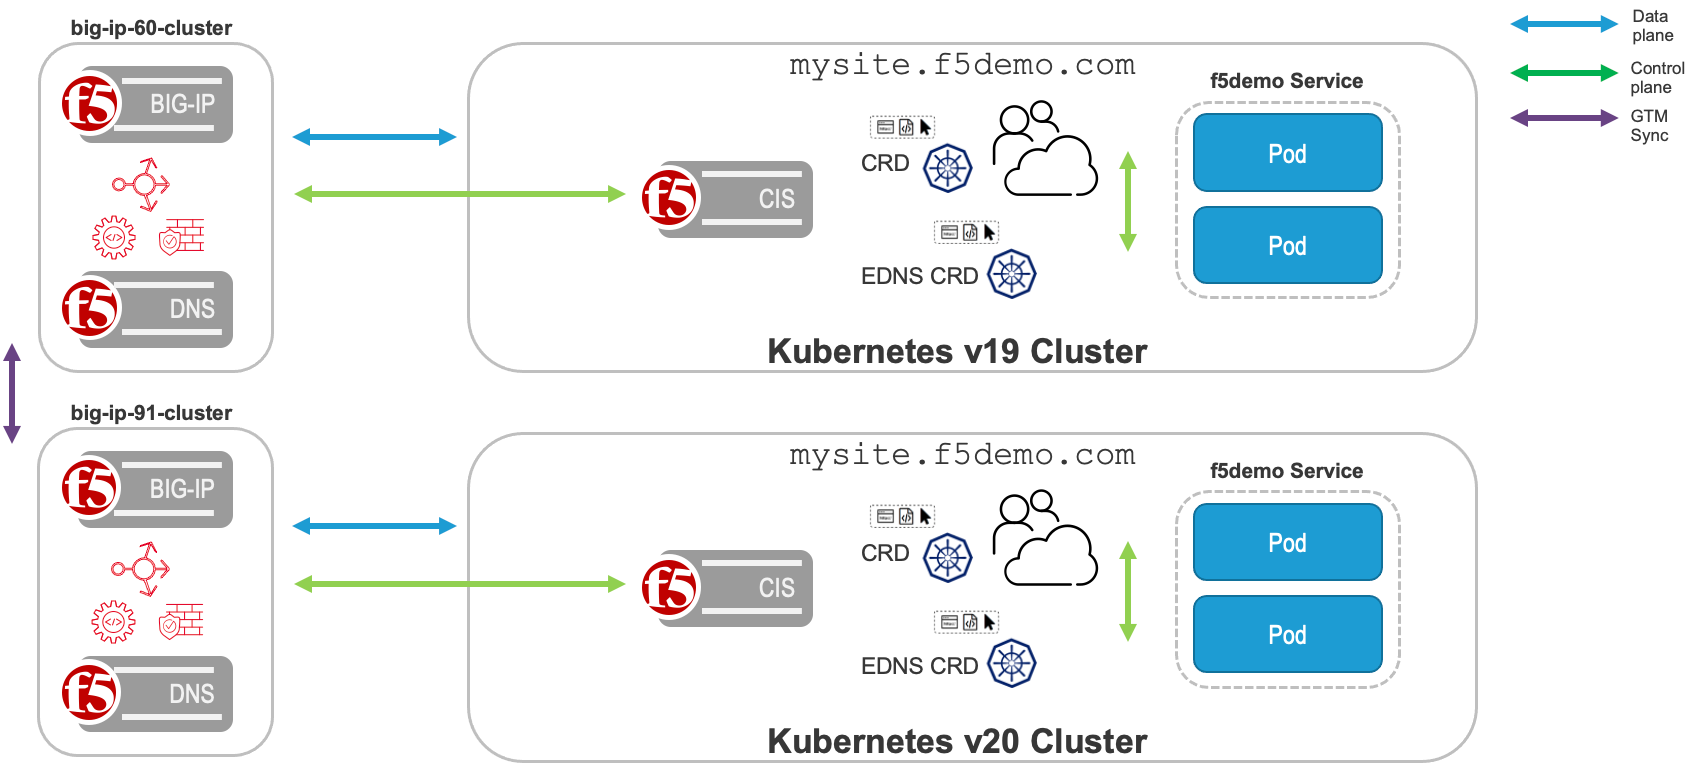 big-ip-60-cluster
f5 BIG-IP
f5 DNS
mysite.f5demo.com
f5demo Service
CRD
EDNS CRD
f5 CIS
Pod
Pod
Kubernetes v19 Cluster
Data
plane
Control
plane
GTM
Sync
big-ip-91-cluster
f5 BIG-IP
f5 DNS
mysite.f5demo.com
f5demo Service
CRD
EDNS CRD
f5 CIS
Pod
Pod
Kubernetes v20 Cluster